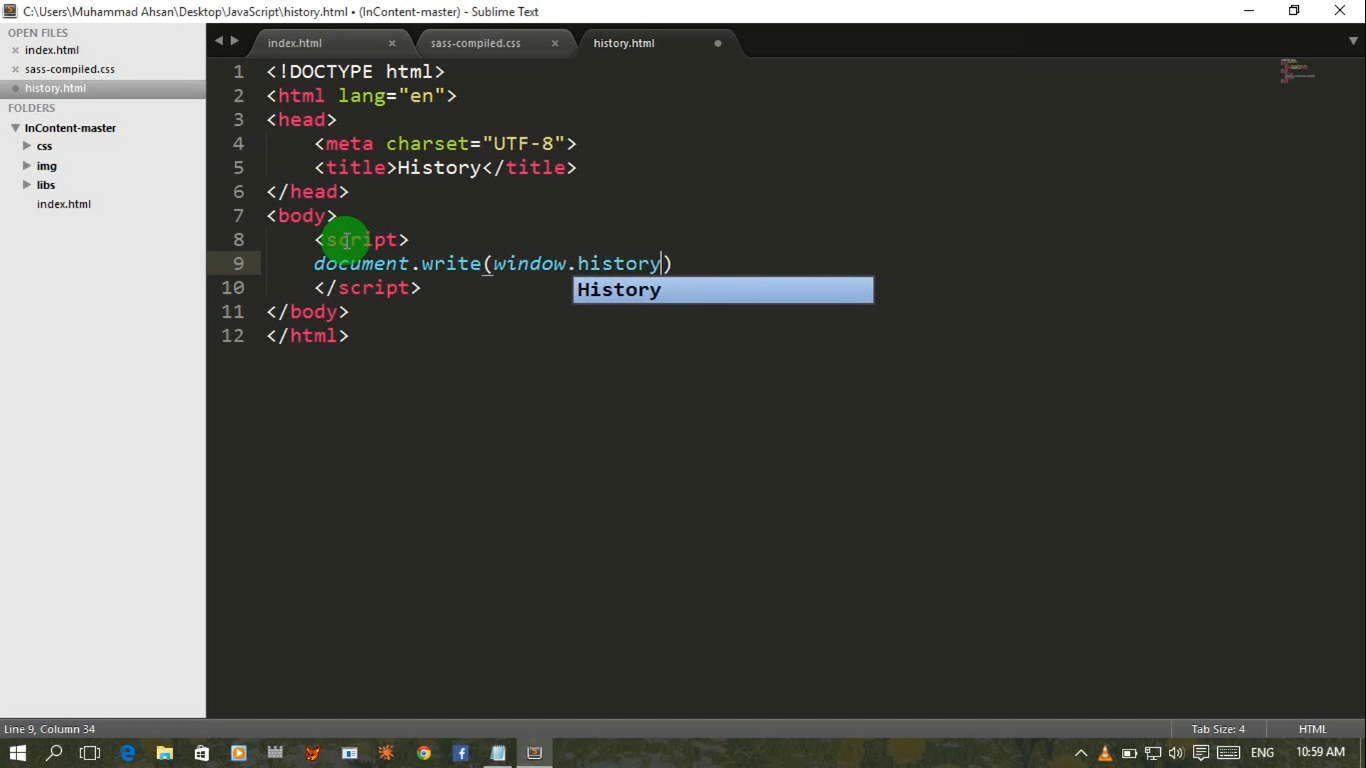 C:\Users\Muhammad Ahsan\Desktop\JavaScript\history.html • (InContent-master) - Sublime Text
OPEN FILES
index.html
sass-compiled.css
history.html
FOLDERS
InContent-master
css
img
libs
index.html
index.html
sass-compiled.css
history.html
1 <!DOCTYPE html>
2 <html lang="en">
3 <head>
4 <meta charset="UTF-8">
5 <title>History</title>
6 </head>
7 <body>
8 <script>
9 document.write(window.history)
History
10 </script>
11 </body>
12 </html>
Line 9, Column 34
Tab Size: 4
HTML
ENG
10:59 AM